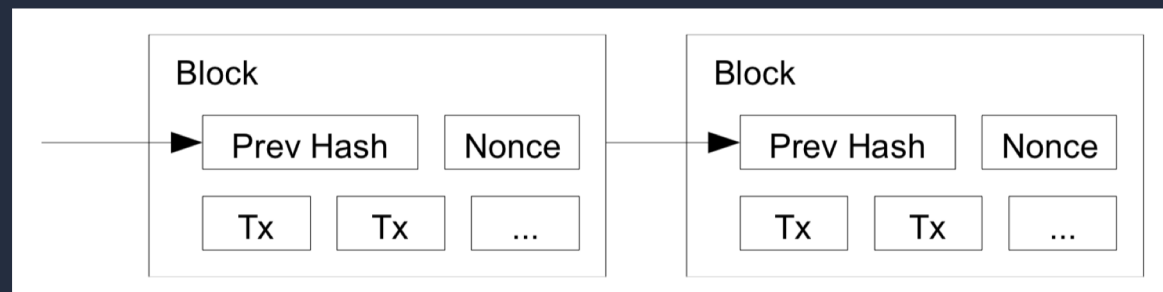 Block
Prev Hash Nonce
Tx Tx ...
Block
Prev Hash Nonce
Tx Tx ...